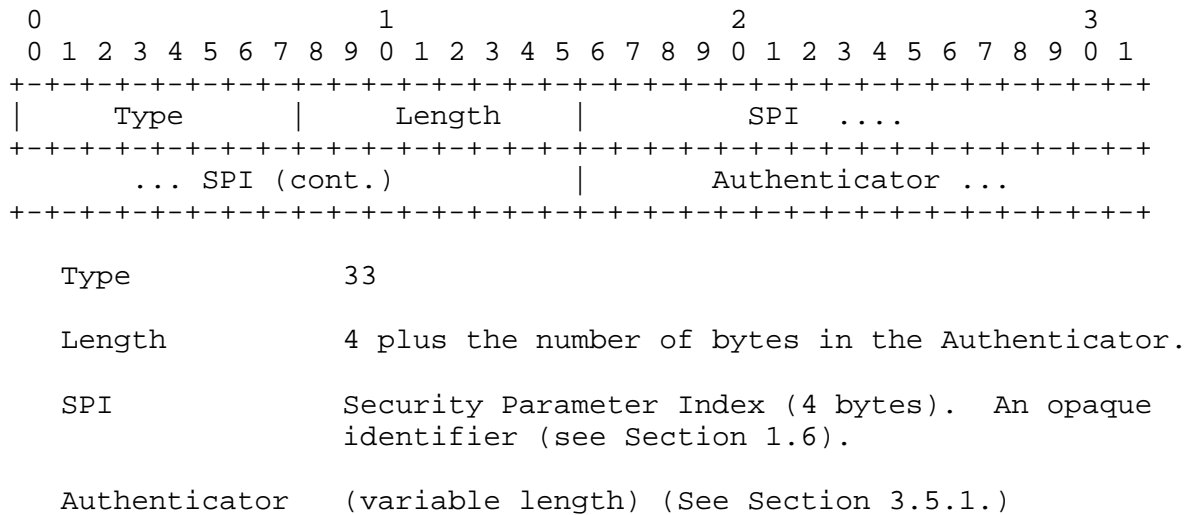 0                   1                   2                   3
 0 1 2 3 4 5 6 7 8 9 0 1 2 3 4 5 6 7 8 9 0 1 2 3 4 5 6 7 8 9 0 1
+-+-+-+-+-+-+-+-+-+-+-+-+-+-+-+-+-+-+-+-+-+-+-+-+-+-+-+-+-+-+-+-+
|     Type      |     Length    |         SPI  ....
+-+-+-+-+-+-+-+-+-+-+-+-+-+-+-+-+-+-+-+-+-+-+-+-+-+-+-+-+-+-+-+-+
       ... SPI (cont.)          |       Authenticator ...
+-+-+-+-+-+-+-+-+-+-+-+-+-+-+-+-+-+-+-+-+-+-+-+-+-+-+-+-+-+-+-+-+
   Type            33
   Length          4 plus the number of bytes in the Authenticator.
   SPI             Security Parameter Index (4 bytes).  An opaque
                   identifier (see Section 1.6).
   Authenticator   (variable length) (See Section 3.5.1.)